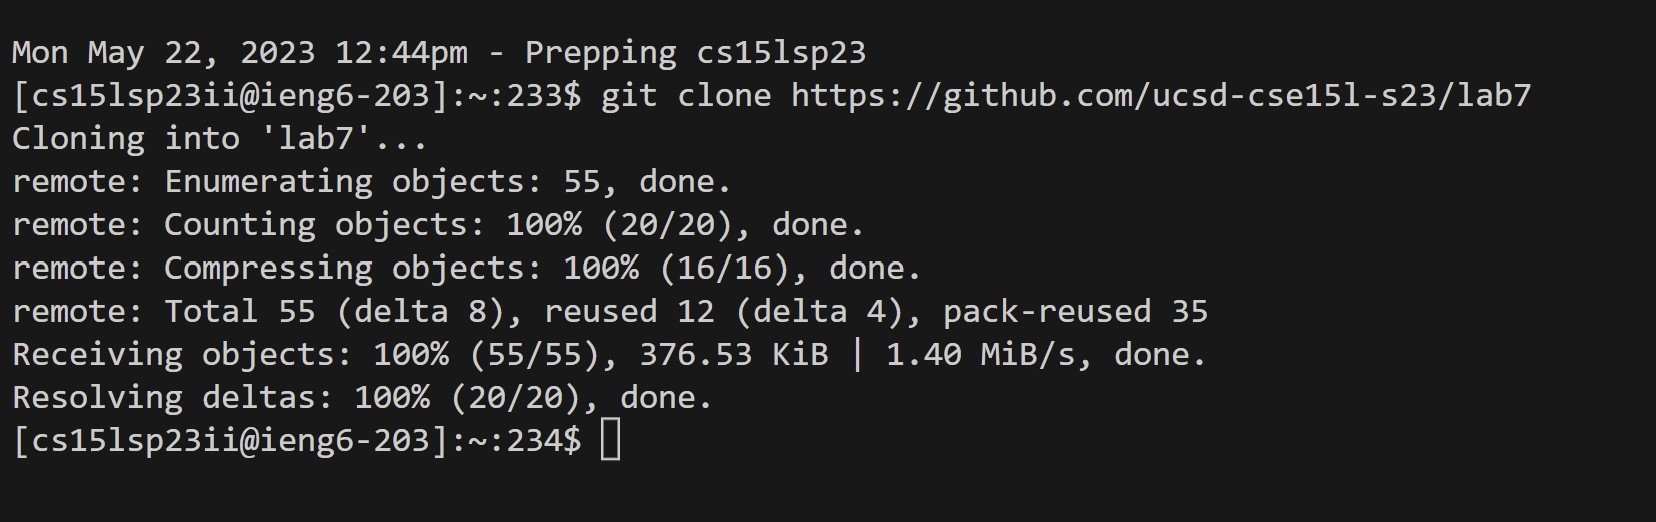 Mon May 22, 2023 12:44pm - Prepping cs15lsp23
[cs15lsp23ii@ieng6-203]:~:233$ git clone https://github.com/ucsd-cse15l-s23/lab7
Cloning into 'lab7'...
remote: Enumerating objects: 55, done.
remote: Counting objects: 100% (20/20), done.
remote: Compressing objects: 100% (16/16), done.
remote: Total 55 (delta 8), reused 12 (delta 4), pack-reused 35
Receiving objects: 100% (55/55), 376.53 KiB | 1.40 MiB/s, done.
Resolving deltas: 100% (20/20), done.
[cs15lsp23ii@ieng6-203]:~:234$